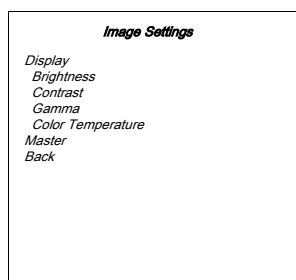 Image Settings
Display
Brightness
Contrast
Gamma
Color Temperature
Master
Back